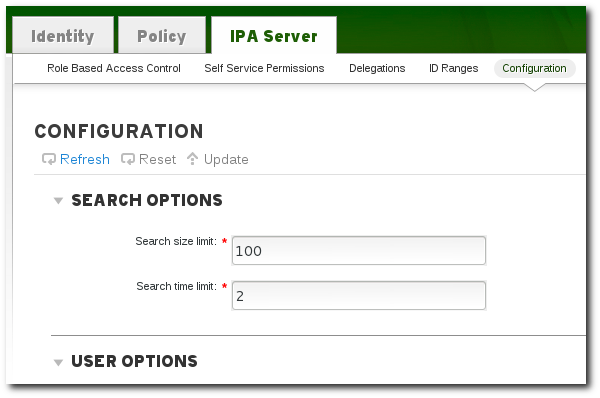 Identity Policy IPA Server
Role Based Access Control Self Service Permissions Delegations ID Ranges Configuration
CONFIGURATION
Refresh Reset Update
SEARCH OPTIONS
Search size limit: * 100
Search time limit: * 2
USER OPTIONS